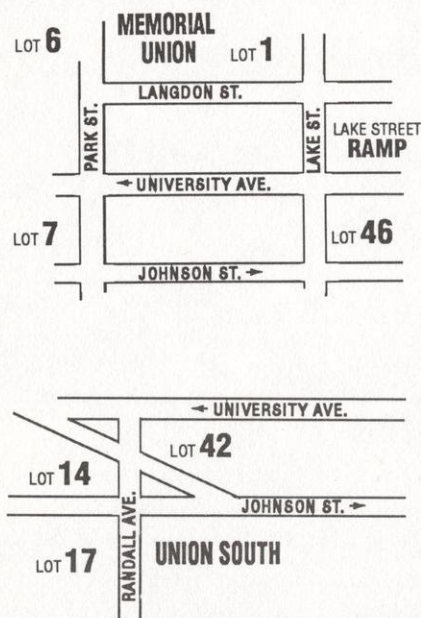 LOT 6
MEMORIAL
UNION
LOT 1
LANGDON ST.
PARK ST.
LAKE ST.
LAKE STREET
RAMP
← UNIVERSITY AVE.
LOT 7
LOT 46
JOHNSON ST. →
← UNIVERSITY AVE.
LOT 42
LOT 14
JOHNSON ST. →
RANDALL AVE.
LOT 17
UNION SOUTH